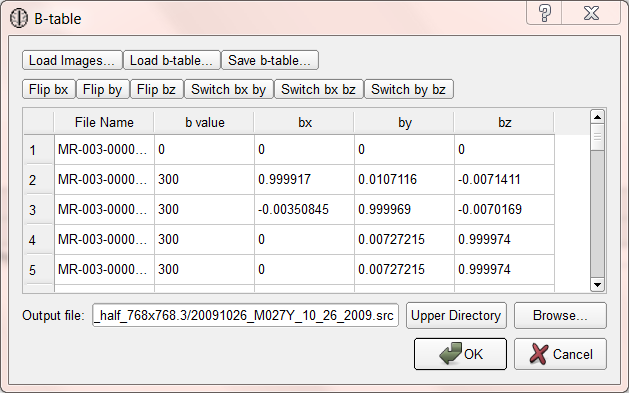 B-table
Load Images... Load b-table... Save b-table...
Flip bx Flip by Flip bz Switch bx by Switch bx bz Switch by bz
File Name b value bx by bz
1 MR-003-0000... 0 0 0 0
2 MR-003-0000... 300 0.999917 0.0107116 -0.0071411
3 MR-003-0000... 300 -0.00350845 0.999969 -0.0070169
4 MR-003-0000... 300 0 0.00727215 0.999974
5 MR-003-0000... 300 0 0.00727215 0.999974
Output file: _half_768x768.3/20091026_M027Y_10_26_2009.src Upper Directory Browse...
OK Cancel